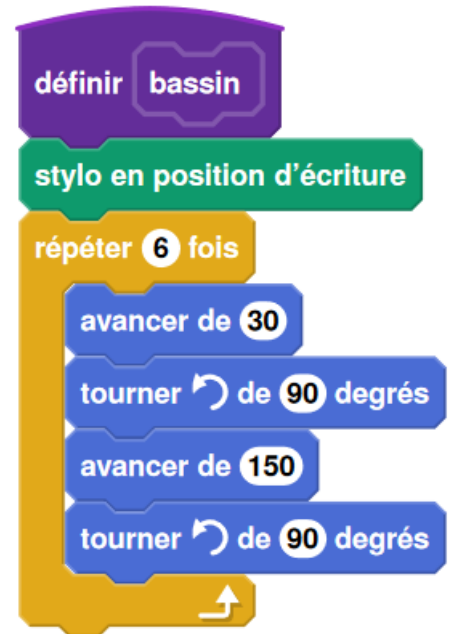 définir bassin
stylo en position d’écriture
répéter 6 fois
avancer de 30
tourner de 90 degrés
avancer de 150
tourner de 90 degrés